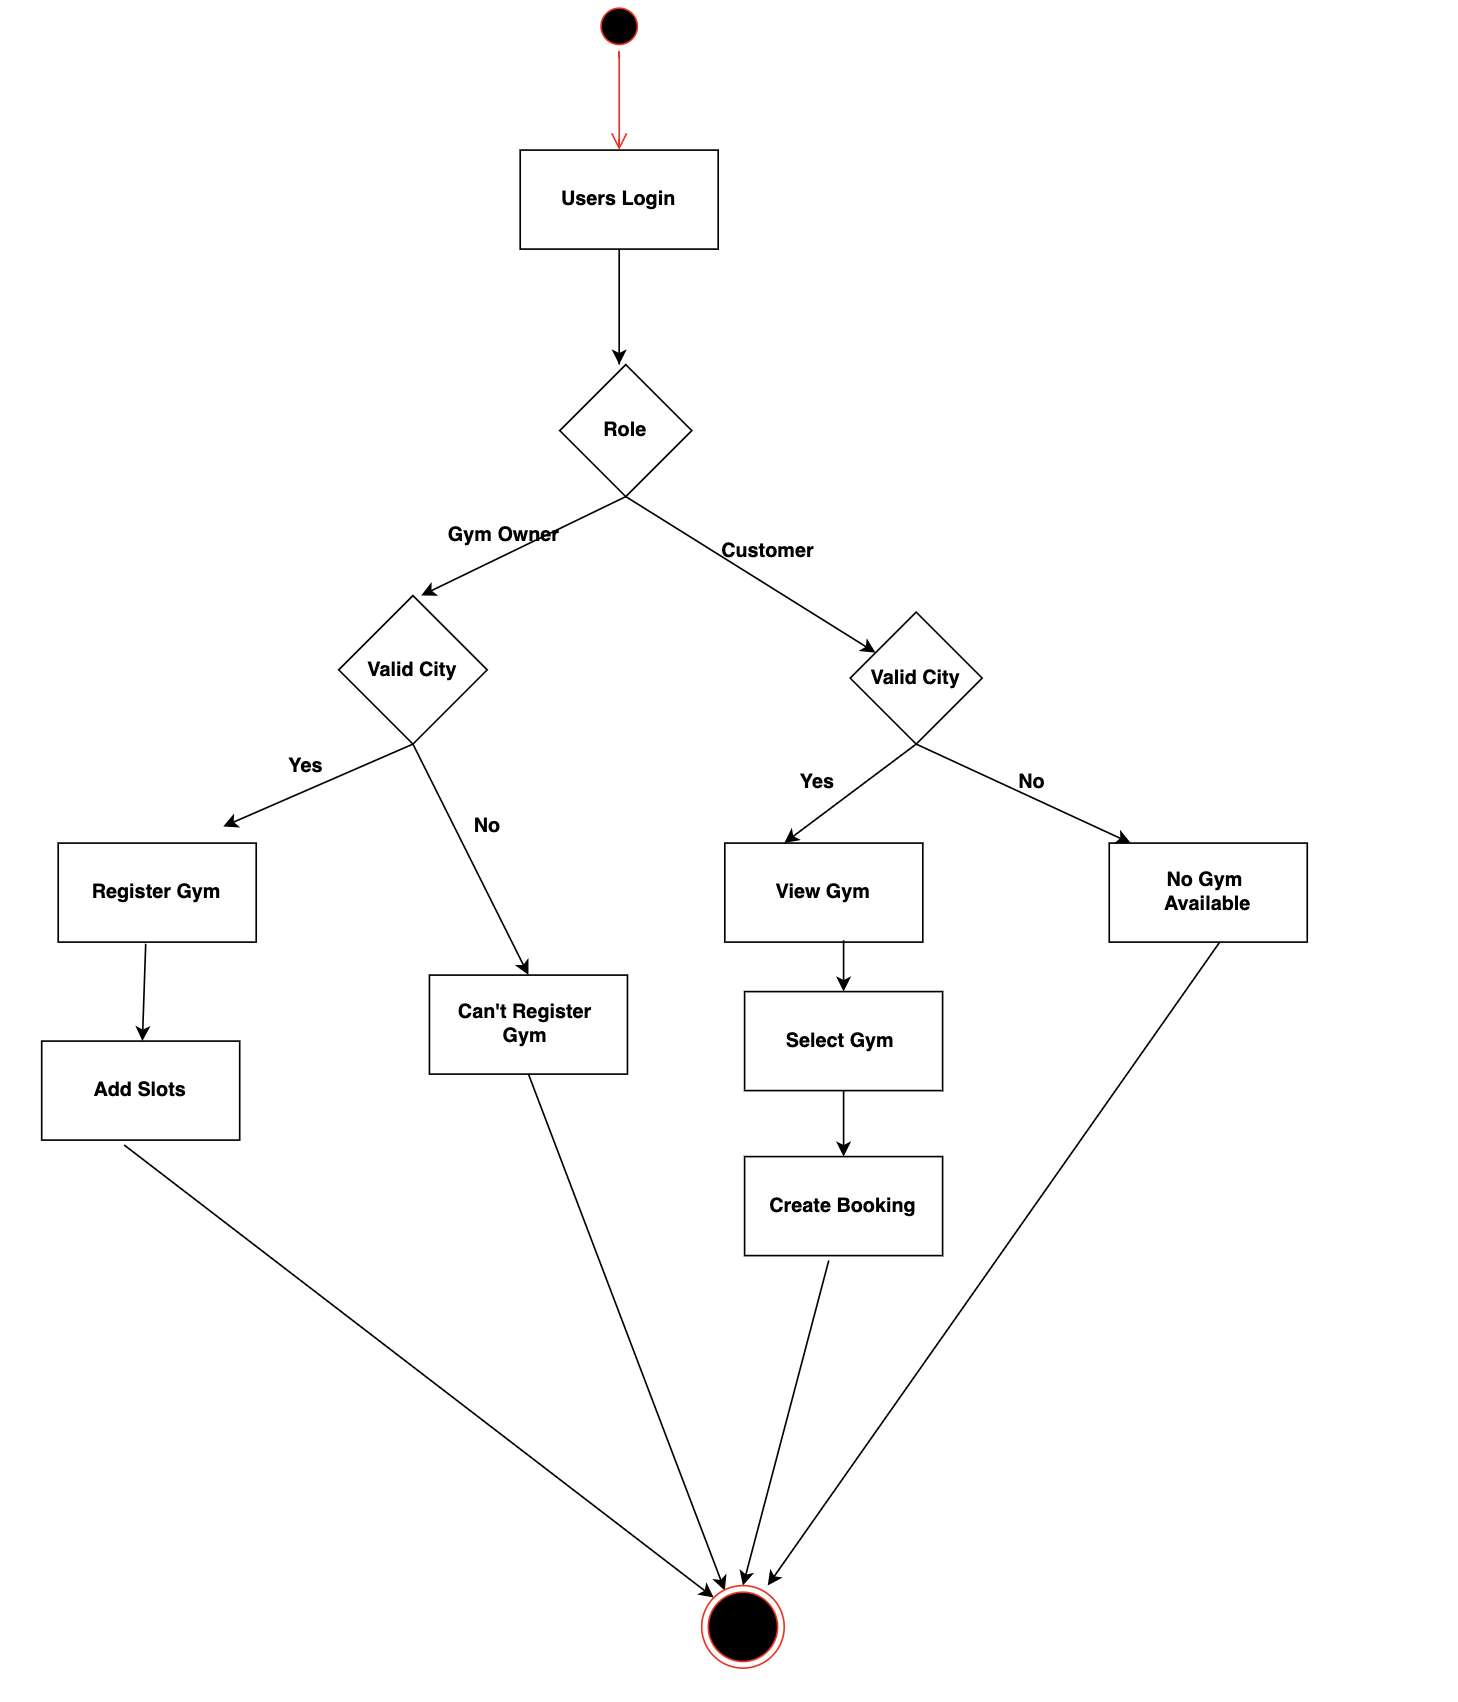 Users Login
Role
Gym Owner
Customer
Valid City
Valid City
Yes
No
Yes
No
Register Gym
View Gym
No Gym
Available
Can't Register
Gym
Select Gym
Add Slots
Create Booking